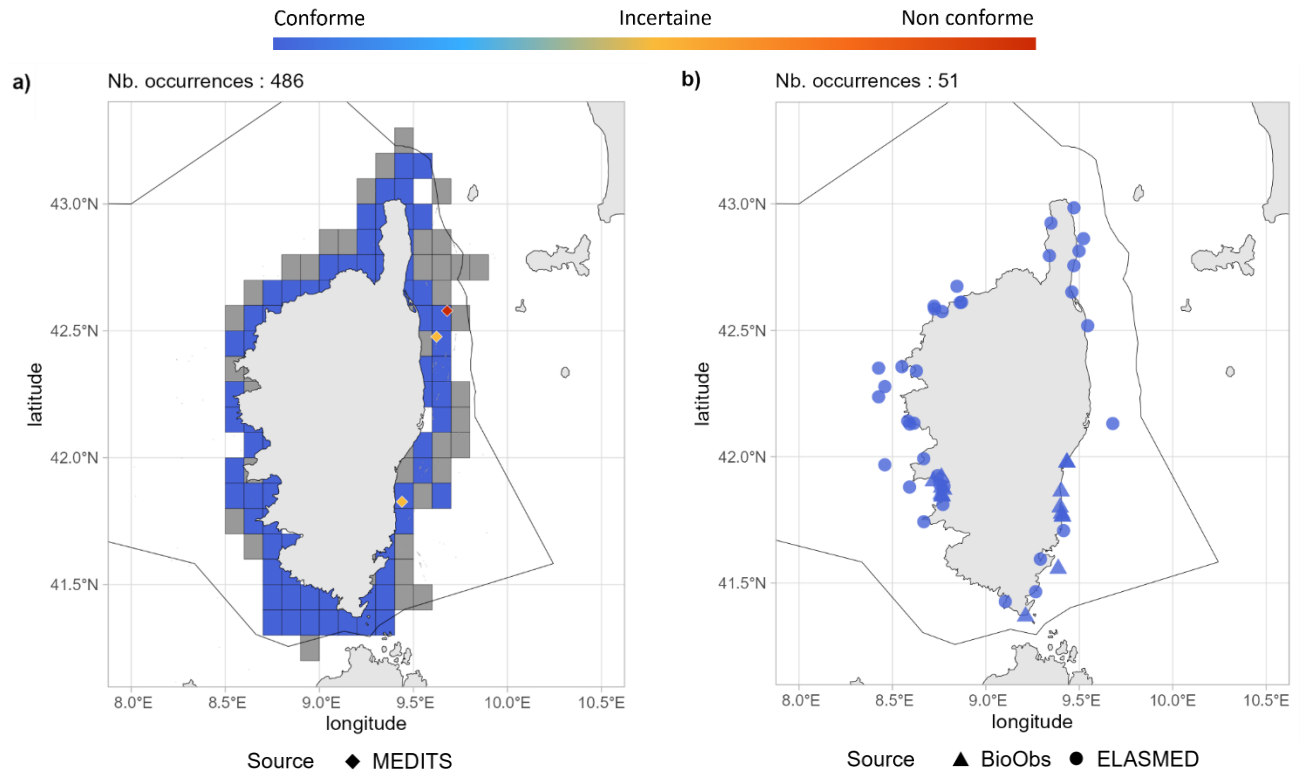 Conforme Incertaine Non conforme
a) Nb. occurrences : 486
43.0°N
42.5°N
42.0°N
41.5°N
latitude
8.0°E 8.5°E 9.0°E 9.5°E 10.0°E 10.5°E
longitude
Source MEDITS
b) Nb. occurrences : 51
43.0°N
42.5°N
42.0°N
41.5°N
latitude
8.0°E 8.5°E 9.0°E 9.5°E 10.0°E 10.5°E
longitude
Source BioObs ELASMED